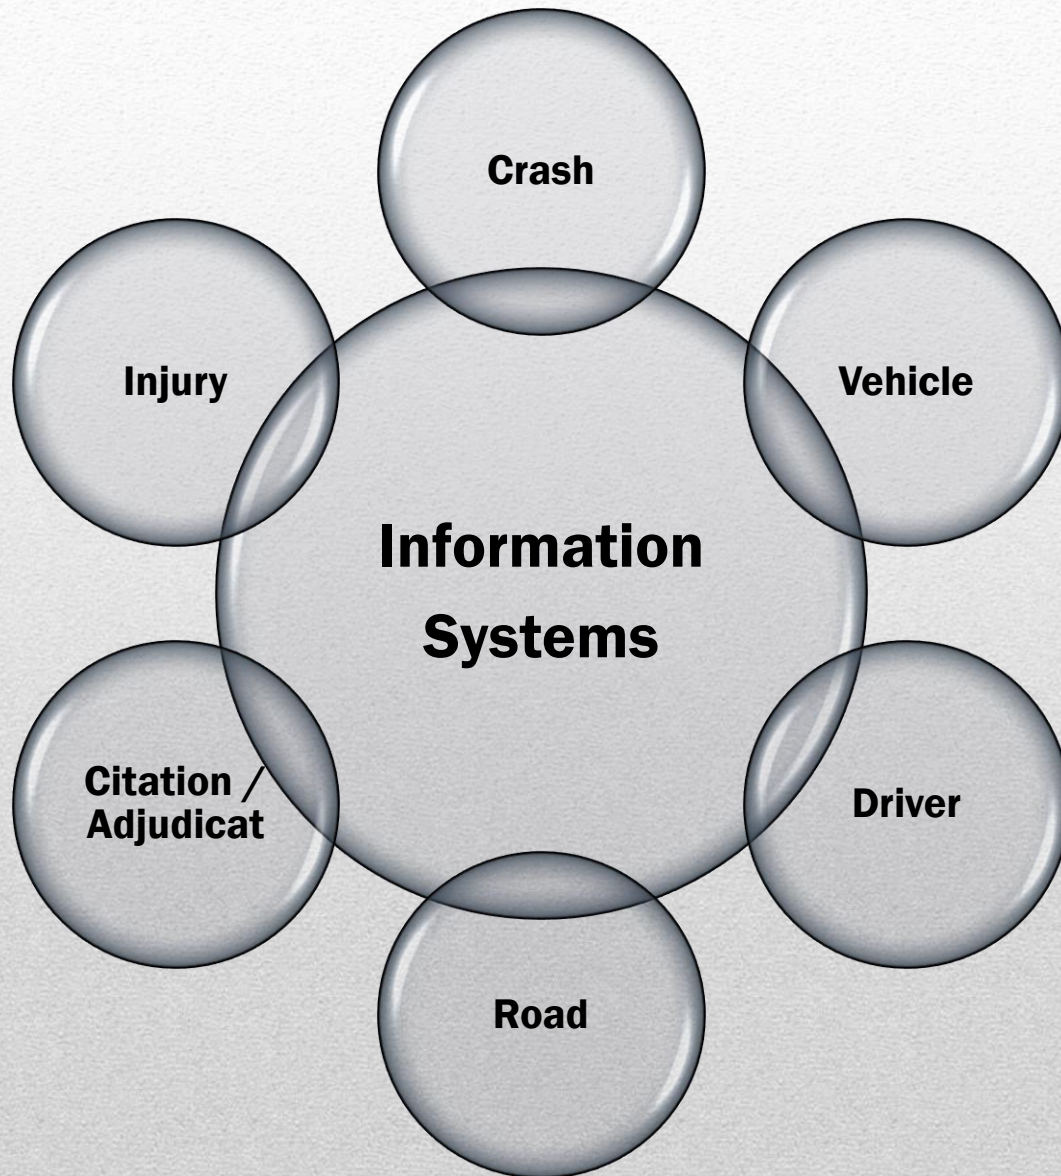 Crash
Injury
Vehicle
Information
Systems
Citation /
Adjudicat
Driver
Road